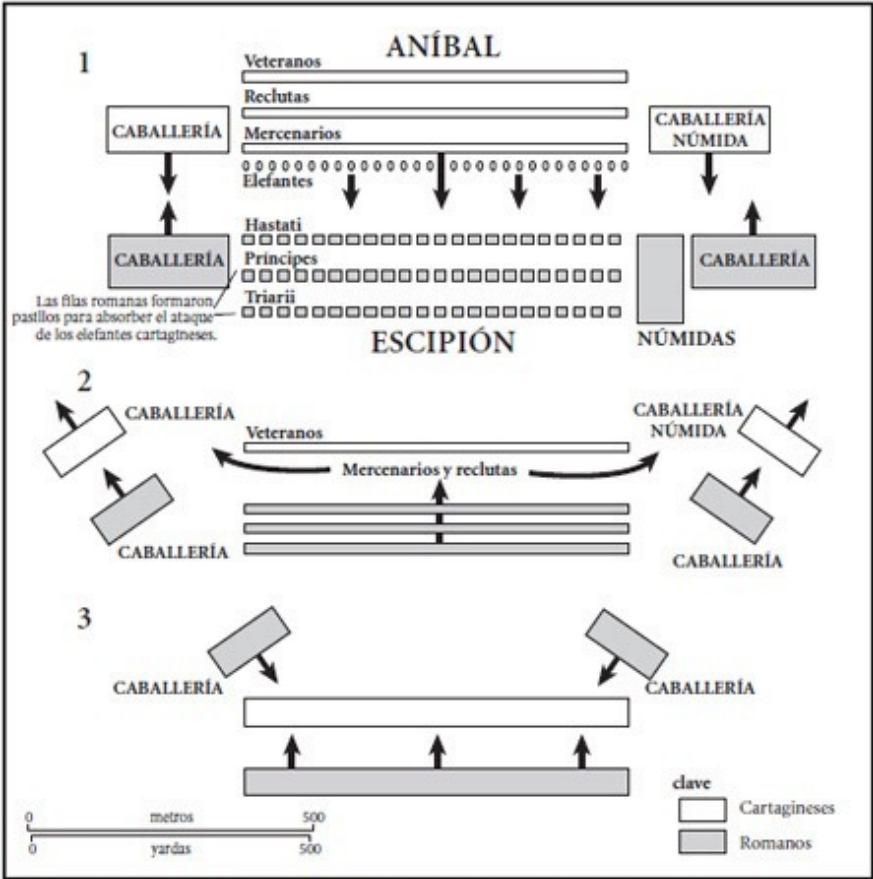 1
ANÍBAL
Veteranos
Reclutas
CABALLERÍA
Mercenarios
CABALLERÍA
NÚMIDA
Elefantes
Hastati
CABALLERÍA
Príncipes
CABALLERÍA
Las filas romanas formaron
pasillos para absorber el ataque
de los elefantes cartagineses.
Triarii
ESCIPIÓN
NÚMIDAS
2
CABALLERÍA
Veteranos
CABALLERÍA
NÚMIDA
Mercenarios y reclutas
CABALLERÍA
CABALLERÍA
3
CABALLERÍA
CABALLERÍA
clave
Cartagineses
Romanos
0 metros 500
0 yardas 500